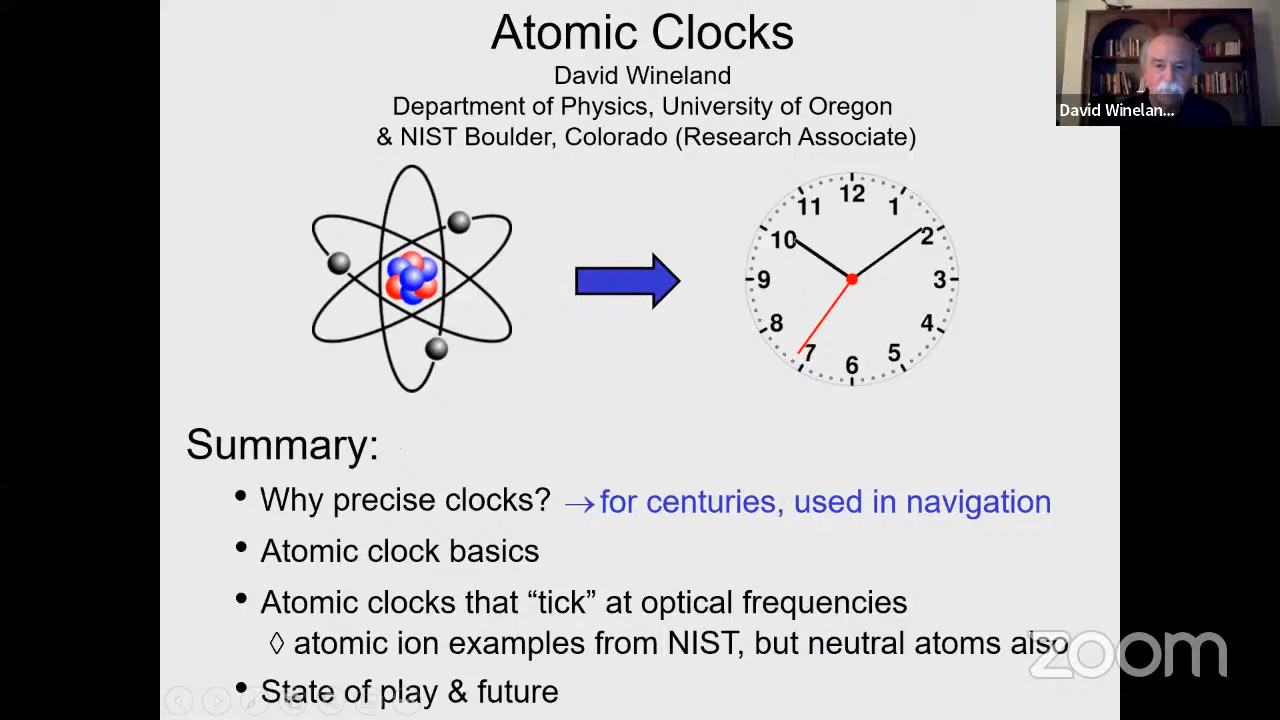 Atomic Clocks
David Wineland
Department of Physics, University of Oregon
& NIST Boulder, Colorado (Research Associate)
David Winelan...
12
11 1
10 2
9 3
8 4
7 5
6
Summary:
• Why precise clocks? → for centuries, used in navigation
• Atomic clock basics
• Atomic clocks that “tick” at optical frequencies
◊ atomic ion examples from NIST, but neutral atoms also
zoom
• State of play & future